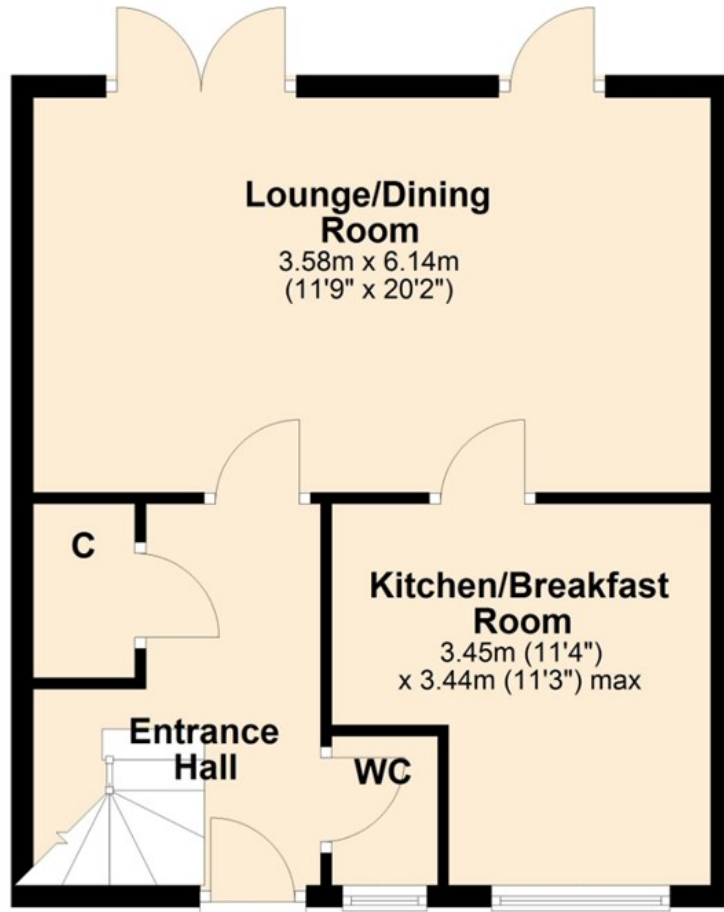 Lounge/Dining
Room
3.58m x 6.14m
(11'9" x 20'2")
C
Kitchen/Breakfast
Room
3.45m (11'4")
x 3.44m (11'3") max
Entrance
Hall
WC